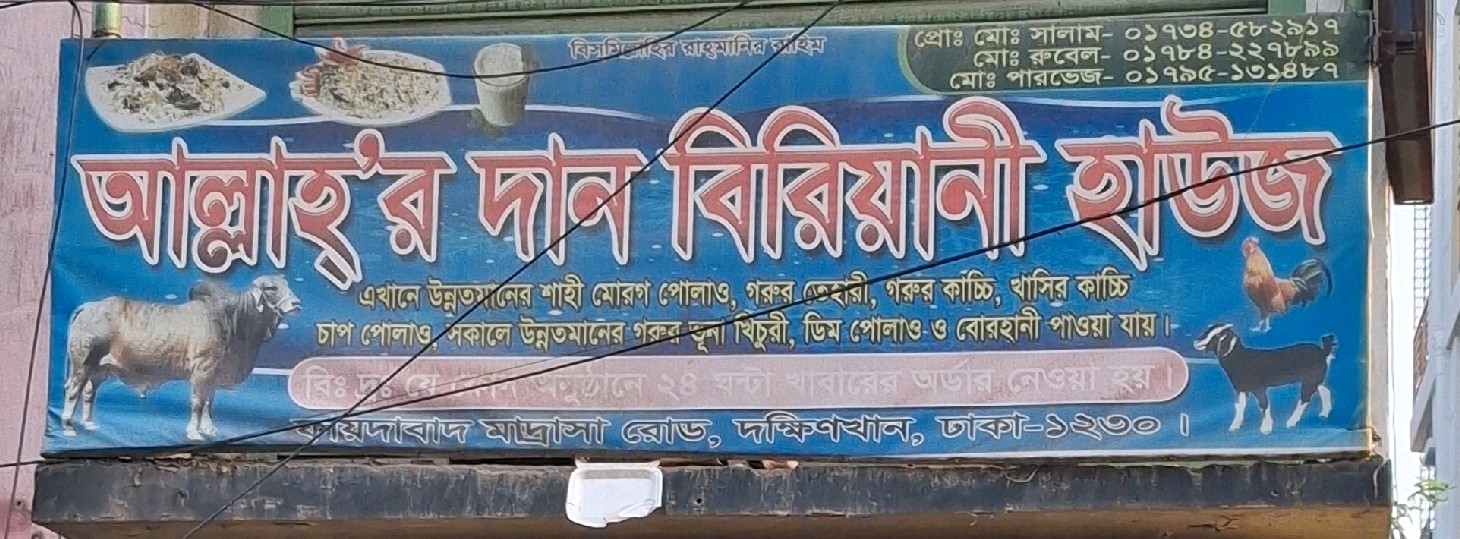 বিসমিল্লাহির রাহমানির রাহিম
প্রোঃ মোঃ সালাম- ০১৭৩৪-৫৮২৯১৭
মোঃ রুবেল- ০১৭৮৪-২২৭৮৯৯
মোঃ পারভেজ- ০১৭৯৫-১৩১৪৮৭
আল্লাহ'র দান বিরিয়ানী হাউজ
এখানে উন্নতমানের শাহী মোরগ পোলাও, গরুর তেহারী, গরুর কাচ্চি, খাসির কাচ্চি
চাপ পোলাও, সকালে উন্নতমানের গরুর ভূনা খিচুরী, ডিম পোলাও ও বোরহানী পাওয়া যায়।
বিঃ দ্রঃ যে কোন অনুষ্ঠানে ২৪ ঘন্টা খাবারের অর্ডার নেওয়া হয়।
কায়দাবাদ মাদ্রাসা রোড, দক্ষিণখান, ঢাকা-১২৩০।